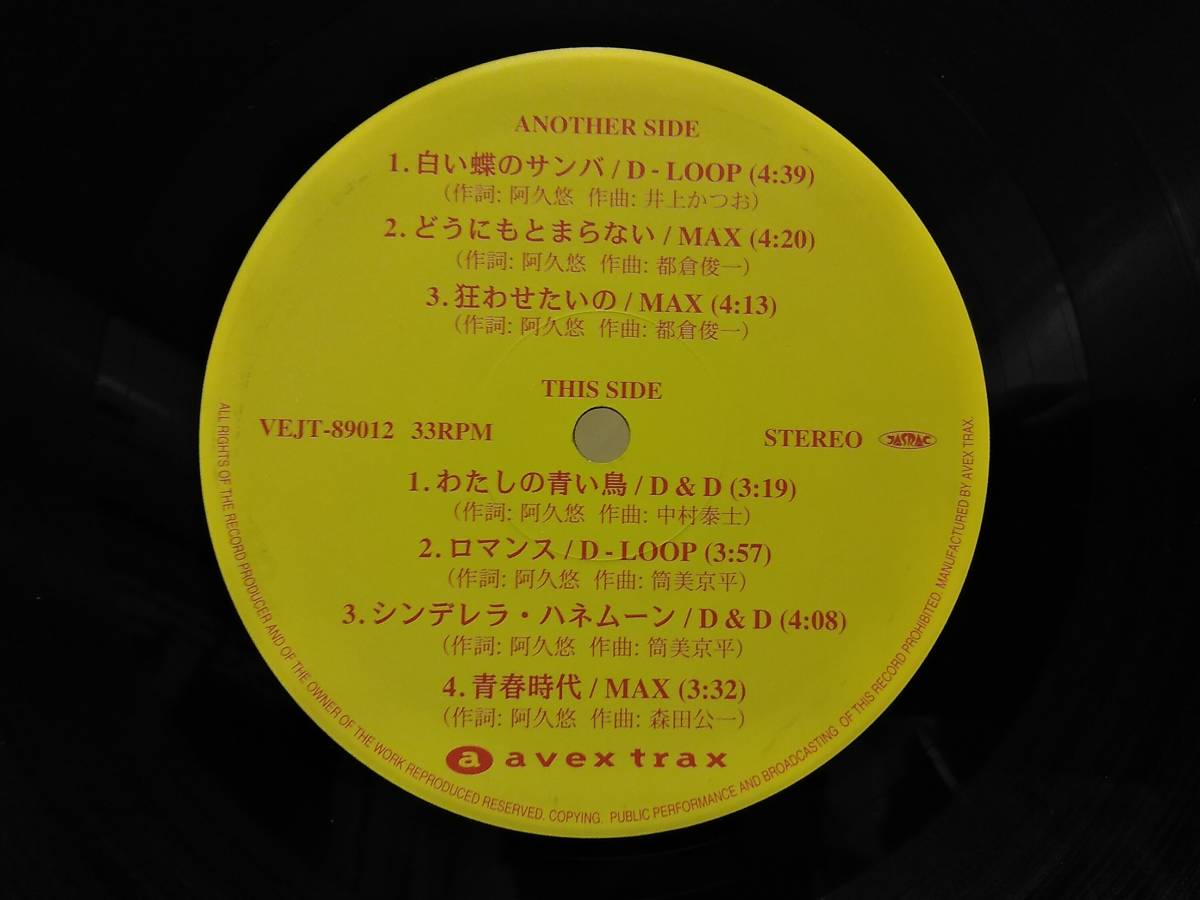 ANOTHER SIDE
1. 白い蝶のサンバ / D - LOOP (4:39)
(作詞: 阿久悠 作曲: 井上かつお)
2. どうにもとまらない / MAX (4:20)
(作詞: 阿久悠 作曲: 都倉俊一)
3. 狂わせたいの / MAX (4:13)
(作詞: 阿久悠 作曲: 都倉俊一)
THIS SIDE
VEJT-89012 33RPM
STEREO JASRAC
1. わたしの青い鳥 / D & D (3:19)
(作詞: 阿久悠 作曲: 中村泰士)
2. ロマンス / D - LOOP (3:57)
(作詞: 阿久悠 作曲: 筒美京平)
3. シンデレラ・ハネムーン / D & D (4:08)
(作詞: 阿久悠 作曲: 筒美京平)
4. 青春時代 / MAX (3:32)
(作詞: 阿久悠 作曲: 森田公一)
a avex trax
ALL RIGHTS OF THE RECORD PRODUCER AND OF THE OWNER OF THE WORK REPRODUCED RESERVED. COPYING. PUBLIC PERFORMANCE AND BROADCASTING OF THIS RECORD PROHIBITED. MANUFACTURED BY AVEX TRAX.